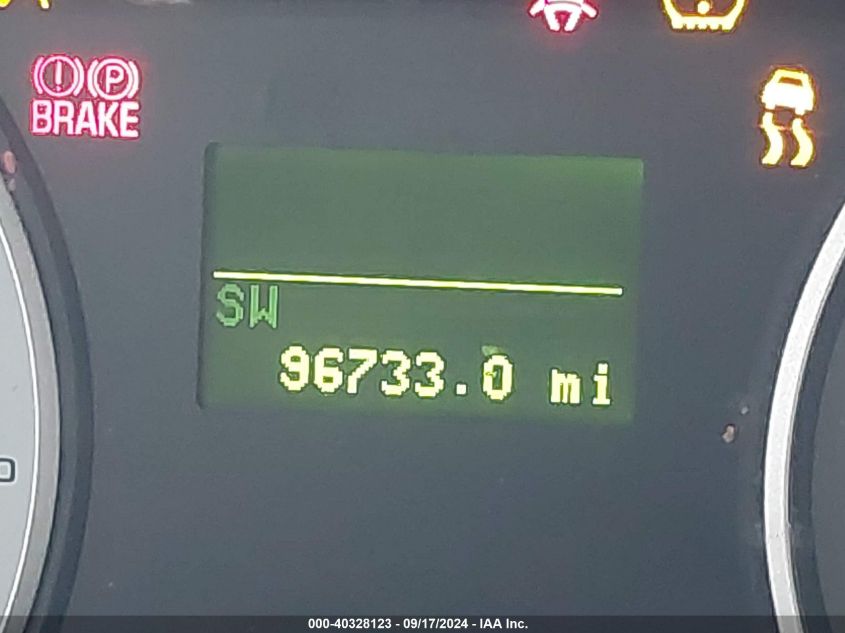 (!) (P)
BRAKE
SW
96733.0 mi
000-40328123 - 09/17/2024 - IAA Inc.